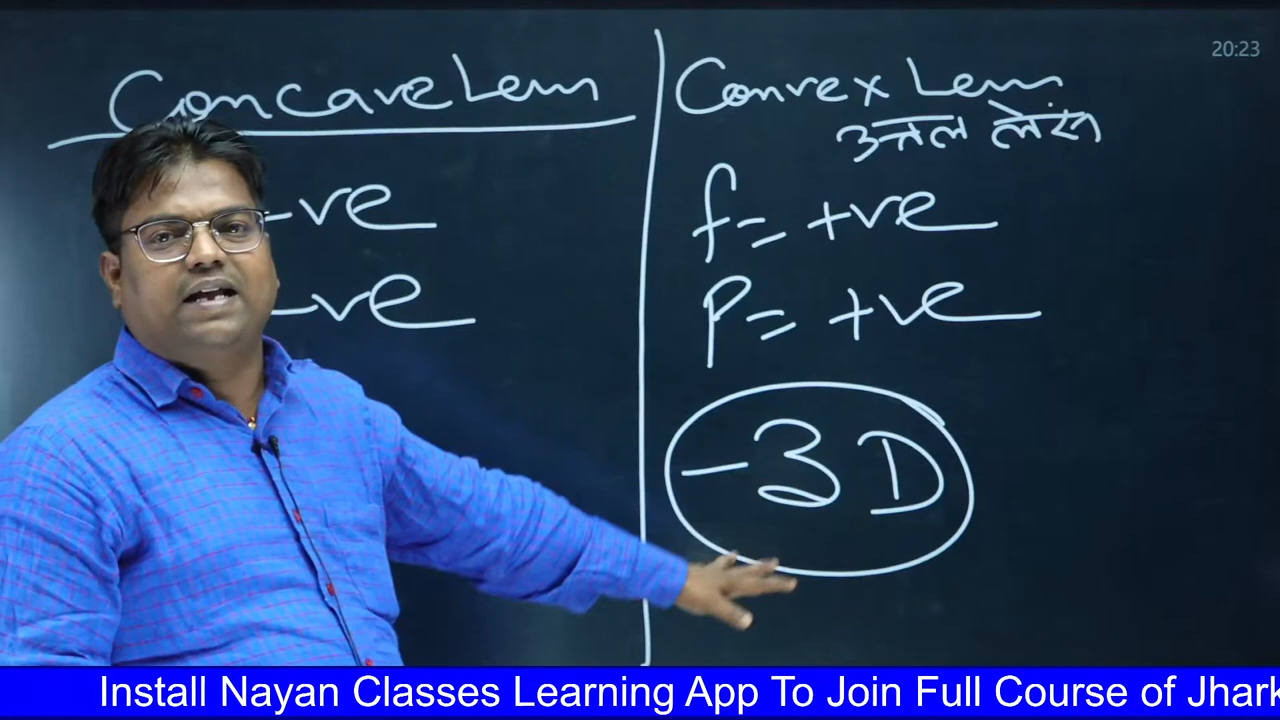 20:23
Concave Lens
-ve
-ve
Convex Lens
उत्तल लेंस
f = +ve
P = +ve
-3 D
Install Nayan Classes Learning App To Join Full Course of Jhark